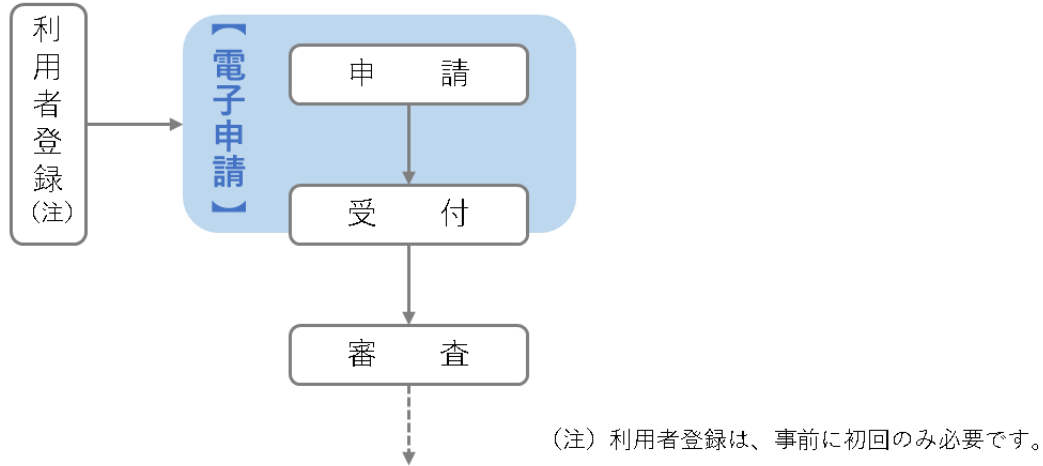 利用者登録
（注）
【電子申請】
申　　請
受　　付
審　　査
（注）利用者登録は、事前に初回のみ必要です。